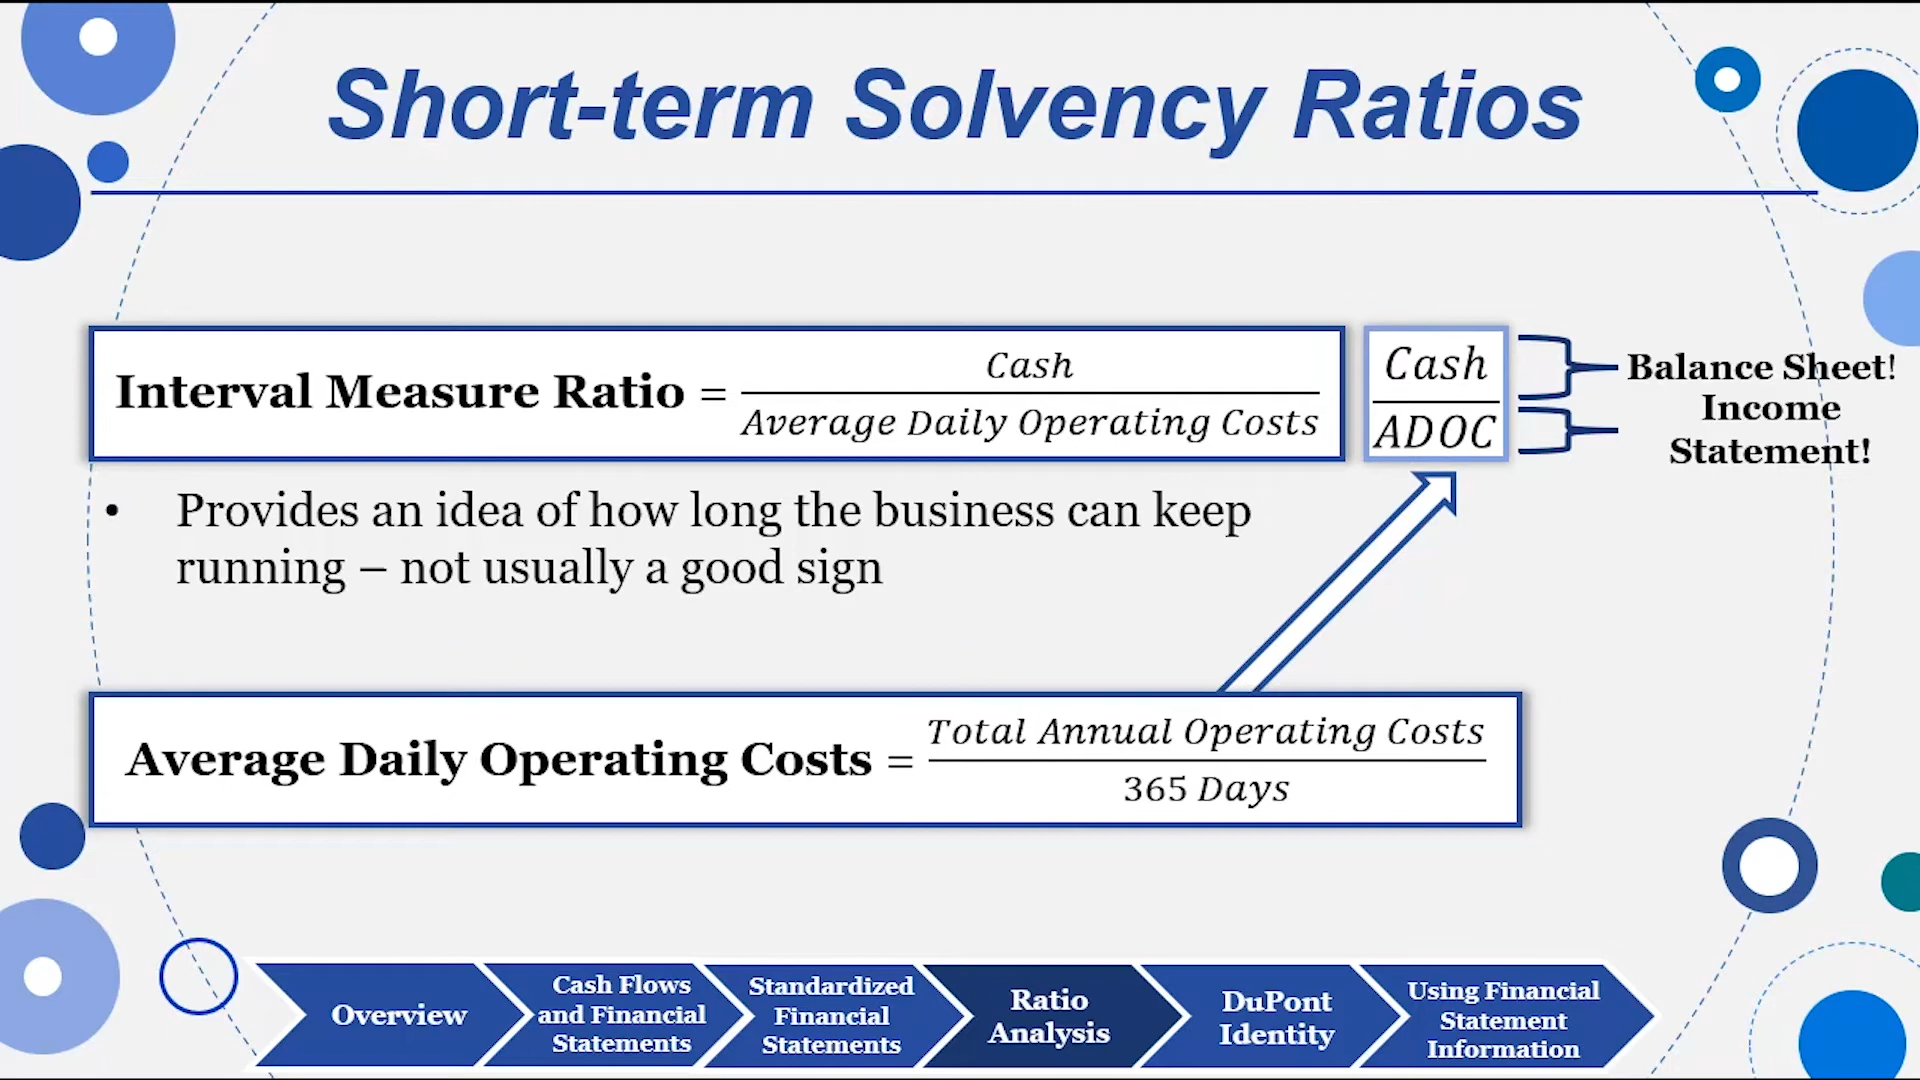 Short-term Solvency Ratios
Interval Measure Ratio = Cash / Average Daily Operating Costs
Cash
ADOC
Balance Sheet!
Income
Statement!
• Provides an idea of how long the business can keep
running – not usually a good sign
Average Daily Operating Costs = Total Annual Operating Costs / 365 Days
Overview
Cash Flows
and Financial
Statements
Standardized
Financial
Statements
Ratio
Analysis
DuPont
Identity
Using Financial
Statement
Information